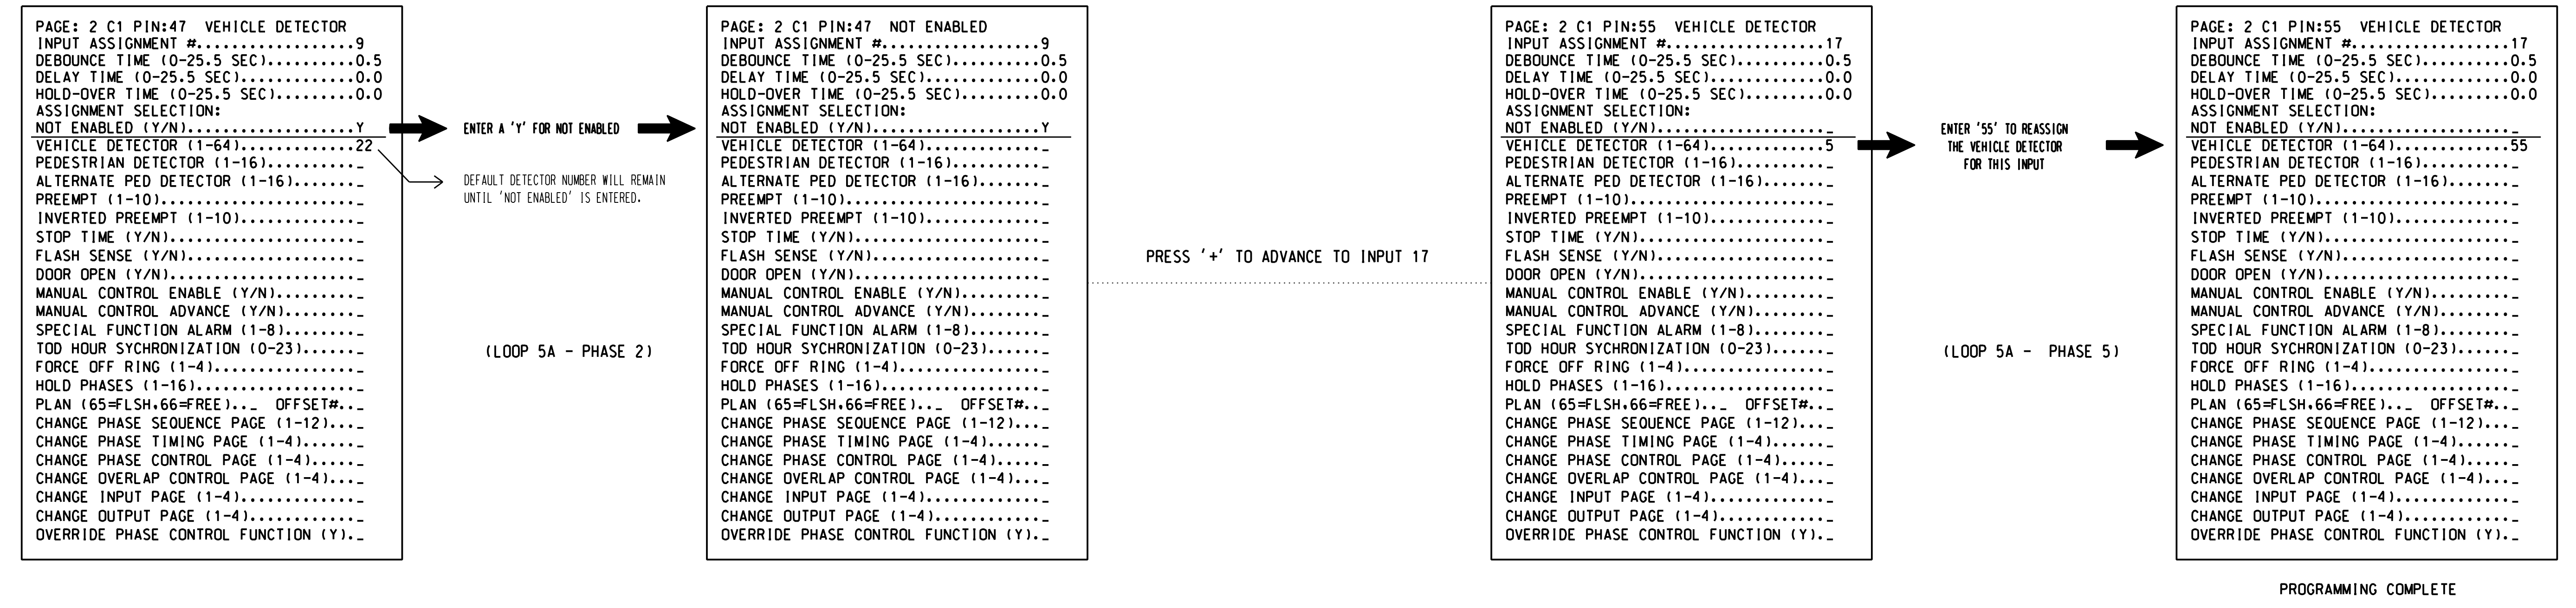 PAGE: 2 C1 PIN:47  VEHICLE DETECTOR
INPUT ASSIGNMENT #..................9
DEBOUNCE TIME (0-25.5 SEC)..........0.5
DELAY TIME (0-25.5 SEC).............0.0
HOLD-OVER TIME (0-25.5 SEC).........0.0
ASSIGNMENT SELECTION:
NOT ENABLED (Y/N)...................Y
VEHICLE DETECTOR (1-64).............22
PEDESTRIAN DETECTOR (1-16).........._
ALTERNATE PED DETECTOR (1-16)......._
PREEMPT (1-10)......................_
INVERTED PREEMPT (1-10)............._
STOP TIME (Y/N)....................._
FLASH SENSE (Y/N)..................._
DOOR OPEN (Y/N)....................._
MANUAL CONTROL ENABLE (Y/N)........._
MANUAL CONTROL ADVANCE (Y/N)........_
SPECIAL FUNCTION ALARM (1-8)........_
TOD HOUR SYCHRONIZATION (0-23)......_
FORCE OFF RING (1-4)................_
HOLD PHASES (1-16).................._
PLAN (65=FLSH,66=FREE).._  OFFSET#.._
CHANGE PHASE SEQUENCE PAGE (1-12)..._
CHANGE PHASE TIMING PAGE (1-4)......_
CHANGE PHASE CONTROL PAGE (1-4)....._
CHANGE OVERLAP CONTROL PAGE (1-4)..._
CHANGE INPUT PAGE (1-4)............._
CHANGE OUTPUT PAGE (1-4)............_
OVERRIDE PHASE CONTROL FUNCTION (Y)._
ENTER A 'Y' FOR NOT ENABLED
DEFAULT DETECTOR NUMBER WILL REMAIN
UNTIL 'NOT ENABLED' IS ENTERED.
(LOOP 5A - PHASE 2)
PAGE: 2 C1 PIN:47  NOT ENABLED
INPUT ASSIGNMENT #..................9
DEBOUNCE TIME (0-25.5 SEC)..........0.5
DELAY TIME (0-25.5 SEC).............0.0
HOLD-OVER TIME (0-25.5 SEC).........0.0
ASSIGNMENT SELECTION:
NOT ENABLED (Y/N)...................Y
VEHICLE DETECTOR (1-64)............._
PEDESTRIAN DETECTOR (1-16).........._
ALTERNATE PED DETECTOR (1-16)......._
PREEMPT (1-10)......................_
INVERTED PREEMPT (1-10)............._
STOP TIME (Y/N)....................._
FLASH SENSE (Y/N)..................._
DOOR OPEN (Y/N)....................._
MANUAL CONTROL ENABLE (Y/N)........._
MANUAL CONTROL ADVANCE (Y/N)........_
SPECIAL FUNCTION ALARM (1-8)........_
TOD HOUR SYCHRONIZATION (0-23)......_
FORCE OFF RING (1-4)................_
HOLD PHASES (1-16).................._
PLAN (65=FLSH,66=FREE).._  OFFSET#.._
CHANGE PHASE SEQUENCE PAGE (1-12)..._
CHANGE PHASE TIMING PAGE (1-4)......_
CHANGE PHASE CONTROL PAGE (1-4)....._
CHANGE OVERLAP CONTROL PAGE (1-4)..._
CHANGE INPUT PAGE (1-4)............._
CHANGE OUTPUT PAGE (1-4)............_
OVERRIDE PHASE CONTROL FUNCTION (Y)._
PRESS '+' TO ADVANCE TO INPUT 17
PAGE: 2 C1 PIN:55  VEHICLE DETECTOR
INPUT ASSIGNMENT #..................17
DEBOUNCE TIME (0-25.5 SEC)..........0.5
DELAY TIME (0-25.5 SEC).............0.0
HOLD-OVER TIME (0-25.5 SEC).........0.0
ASSIGNMENT SELECTION:
NOT ENABLED (Y/N)..................._
VEHICLE DETECTOR (1-64).............5
PEDESTRIAN DETECTOR (1-16).........._
ALTERNATE PED DETECTOR (1-16)......._
PREEMPT (1-10)......................_
INVERTED PREEMPT (1-10)............._
STOP TIME (Y/N)....................._
FLASH SENSE (Y/N)..................._
DOOR OPEN (Y/N)....................._
MANUAL CONTROL ENABLE (Y/N)........._
MANUAL CONTROL ADVANCE (Y/N)........_
SPECIAL FUNCTION ALARM (1-8)........_
TOD HOUR SYCHRONIZATION (0-23)......_
FORCE OFF RING (1-4)................_
HOLD PHASES (1-16).................._
PLAN (65=FLSH,66=FREE).._  OFFSET#.._
CHANGE PHASE SEQUENCE PAGE (1-12)..._
CHANGE PHASE TIMING PAGE (1-4)......_
CHANGE PHASE CONTROL PAGE (1-4)....._
CHANGE OVERLAP CONTROL PAGE (1-4)..._
CHANGE INPUT PAGE (1-4)............._
CHANGE OUTPUT PAGE (1-4)............_
OVERRIDE PHASE CONTROL FUNCTION (Y)._
ENTER '55' TO REASSIGN
THE VEHICLE DETECTOR
FOR THIS INPUT
(LOOP 5A -  PHASE 5)
PAGE: 2 C1 PIN:55  VEHICLE DETECTOR
INPUT ASSIGNMENT #..................17
DEBOUNCE TIME (0-25.5 SEC)..........0.5
DELAY TIME (0-25.5 SEC).............0.0
HOLD-OVER TIME (0-25.5 SEC).........0.0
ASSIGNMENT SELECTION:
NOT ENABLED (Y/N)..................._
VEHICLE DETECTOR (1-64).............55
PEDESTRIAN DETECTOR (1-16).........._
ALTERNATE PED DETECTOR (1-16)......._
PREEMPT (1-10)......................_
INVERTED PREEMPT (1-10)............._
STOP TIME (Y/N)....................._
FLASH SENSE (Y/N)..................._
DOOR OPEN (Y/N)....................._
MANUAL CONTROL ENABLE (Y/N)........._
MANUAL CONTROL ADVANCE (Y/N)........_
SPECIAL FUNCTION ALARM (1-8)........_
TOD HOUR SYCHRONIZATION (0-23)......_
FORCE OFF RING (1-4)................_
HOLD PHASES (1-16).................._
PLAN (65=FLSH,66=FREE).._  OFFSET#.._
CHANGE PHASE SEQUENCE PAGE (1-12)..._
CHANGE PHASE TIMING PAGE (1-4)......_
CHANGE PHASE CONTROL PAGE (1-4)....._
CHANGE OVERLAP CONTROL PAGE (1-4)..._
CHANGE INPUT PAGE (1-4)............._
CHANGE OUTPUT PAGE (1-4)............_
OVERRIDE PHASE CONTROL FUNCTION (Y)._
PROGRAMMING COMPLETE